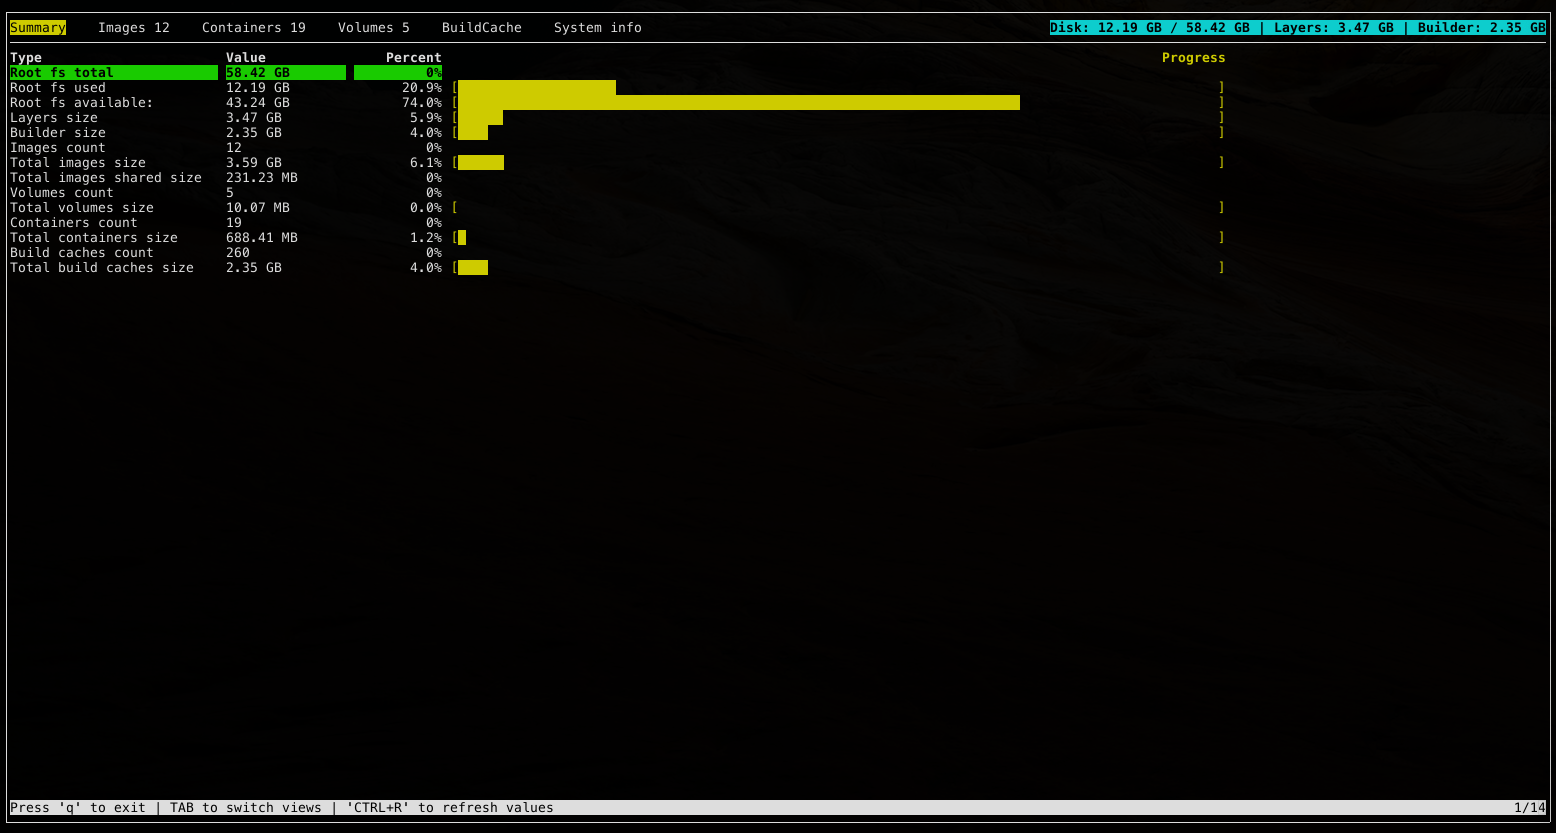 Summary Images 12 Containers 19 Volumes 5 BuildCache System info Disk: 12.19 GB / 58.42 GB | Layers: 3.47 GB | Builder: 2.35 GB
Type Value Percent Progress
Root fs total 58.42 GB 0%
Root fs used 12.19 GB 20.9% [ ]
Root fs available: 43.24 GB 74.0% [ ]
Layers size 3.47 GB 5.9% [ ]
Builder size 2.35 GB 4.0% [ ]
Images count 12 0%
Total images size 3.59 GB 6.1% [ ]
Total images shared size 231.23 MB 0%
Volumes count 5 0%
Total volumes size 10.07 MB 0.0% [ ]
Containers count 19 0%
Total containers size 688.41 MB 1.2% [ ]
Build caches count 260 0%
Total build caches size 2.35 GB 4.0% [ ]
Press 'q' to exit | TAB to switch views | 'CTRL+R' to refresh values 1/14